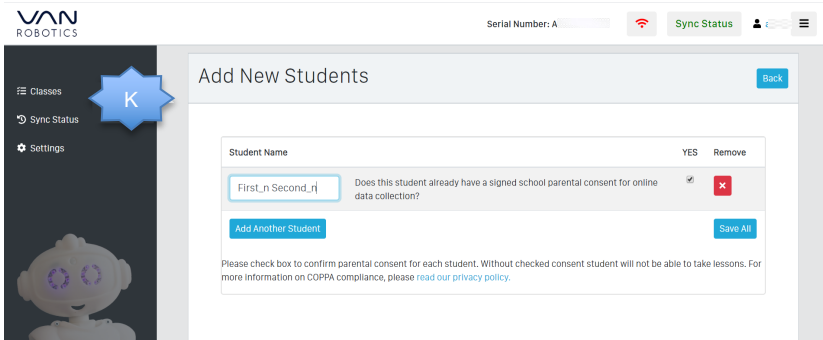 VAN
ROBOTICS
Serial Number: A
Sync Status
Classes
K
Sync Status
Settings
Add New Students
Back
Student Name
YES
Remove
First_n Second_n
Does this student already have a signed school parental consent for online
data collection?
Add Another Student
Save All
Please check box to confirm parental consent for each student. Without checked consent student will not be able to take lessons. For
more information on COPPA compliance, please read our privacy policy.